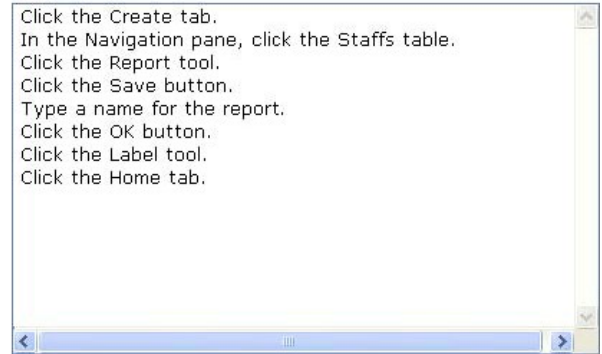 Click the Create tab.
In the Navigation pane, click the Staffs table.
Click the Report tool.
Click the Save button.
Type a name for the report.
Click the OK button.
Click the Label tool.
Click the Home tab.